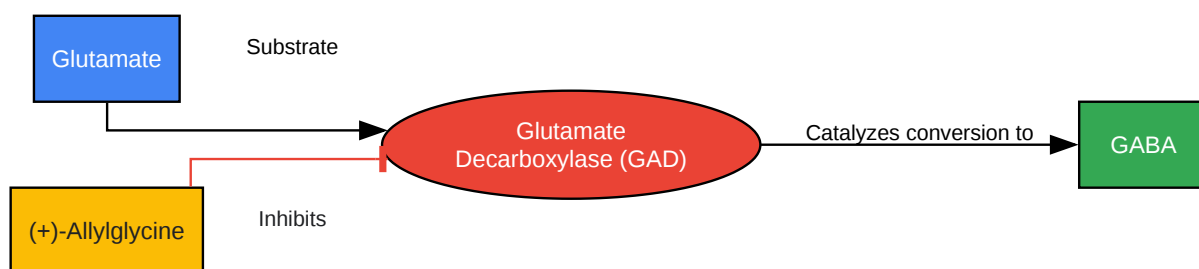 Glutamate
Substrate
Glutamate
Decarboxylase (GAD)
Catalyzes conversion to
GABA
(+)-Allylglycine
Inhibits